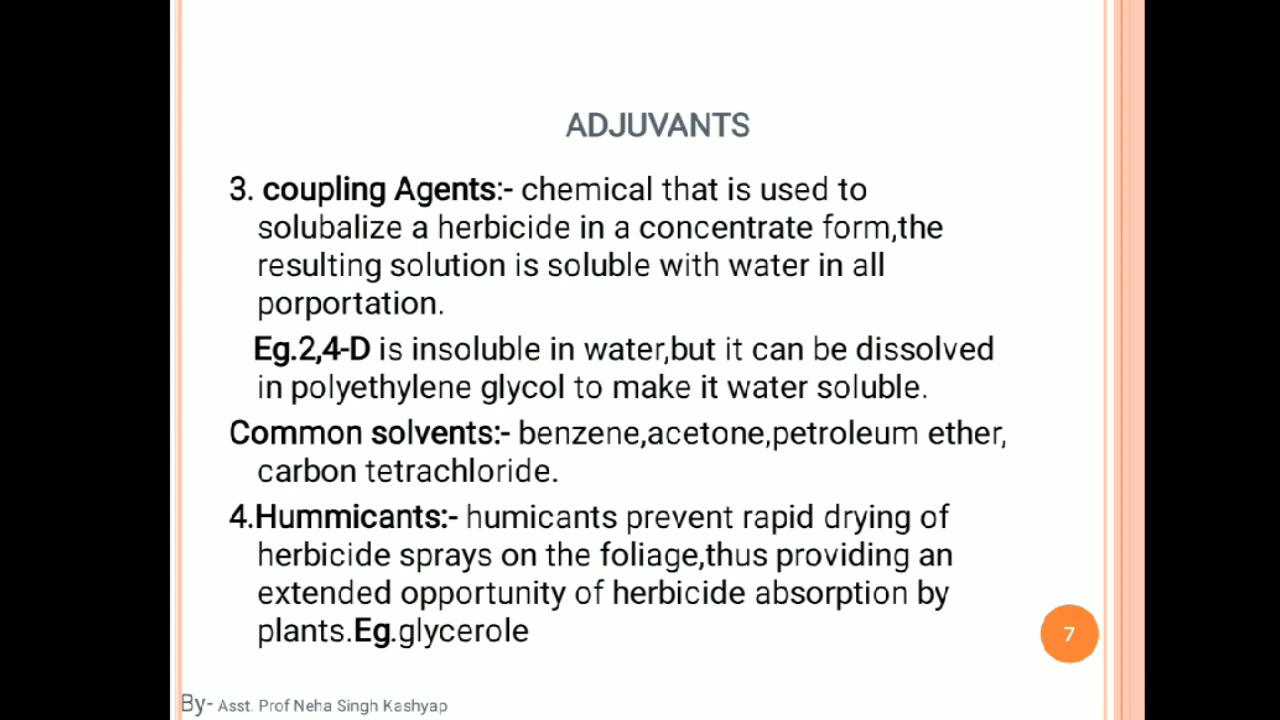 ADJUVANTS
3. coupling Agents:- chemical that is used to
solubalize a herbicide in a concentrate form,the
resulting solution is soluble with water in all
porportation.
Eg.2,4-D is insoluble in water,but it can be dissolved
in polyethylene glycol to make it water soluble.
Common solvents:- benzene,acetone,petroleum ether,
carbon tetrachloride.
4.Hummicants:- humicants prevent rapid drying of
herbicide sprays on the foliage,thus providing an
extended opportunity of herbicide absorption by
plants.Eg.glycerole
7
By- Asst. Prof Neha Singh Kashyap